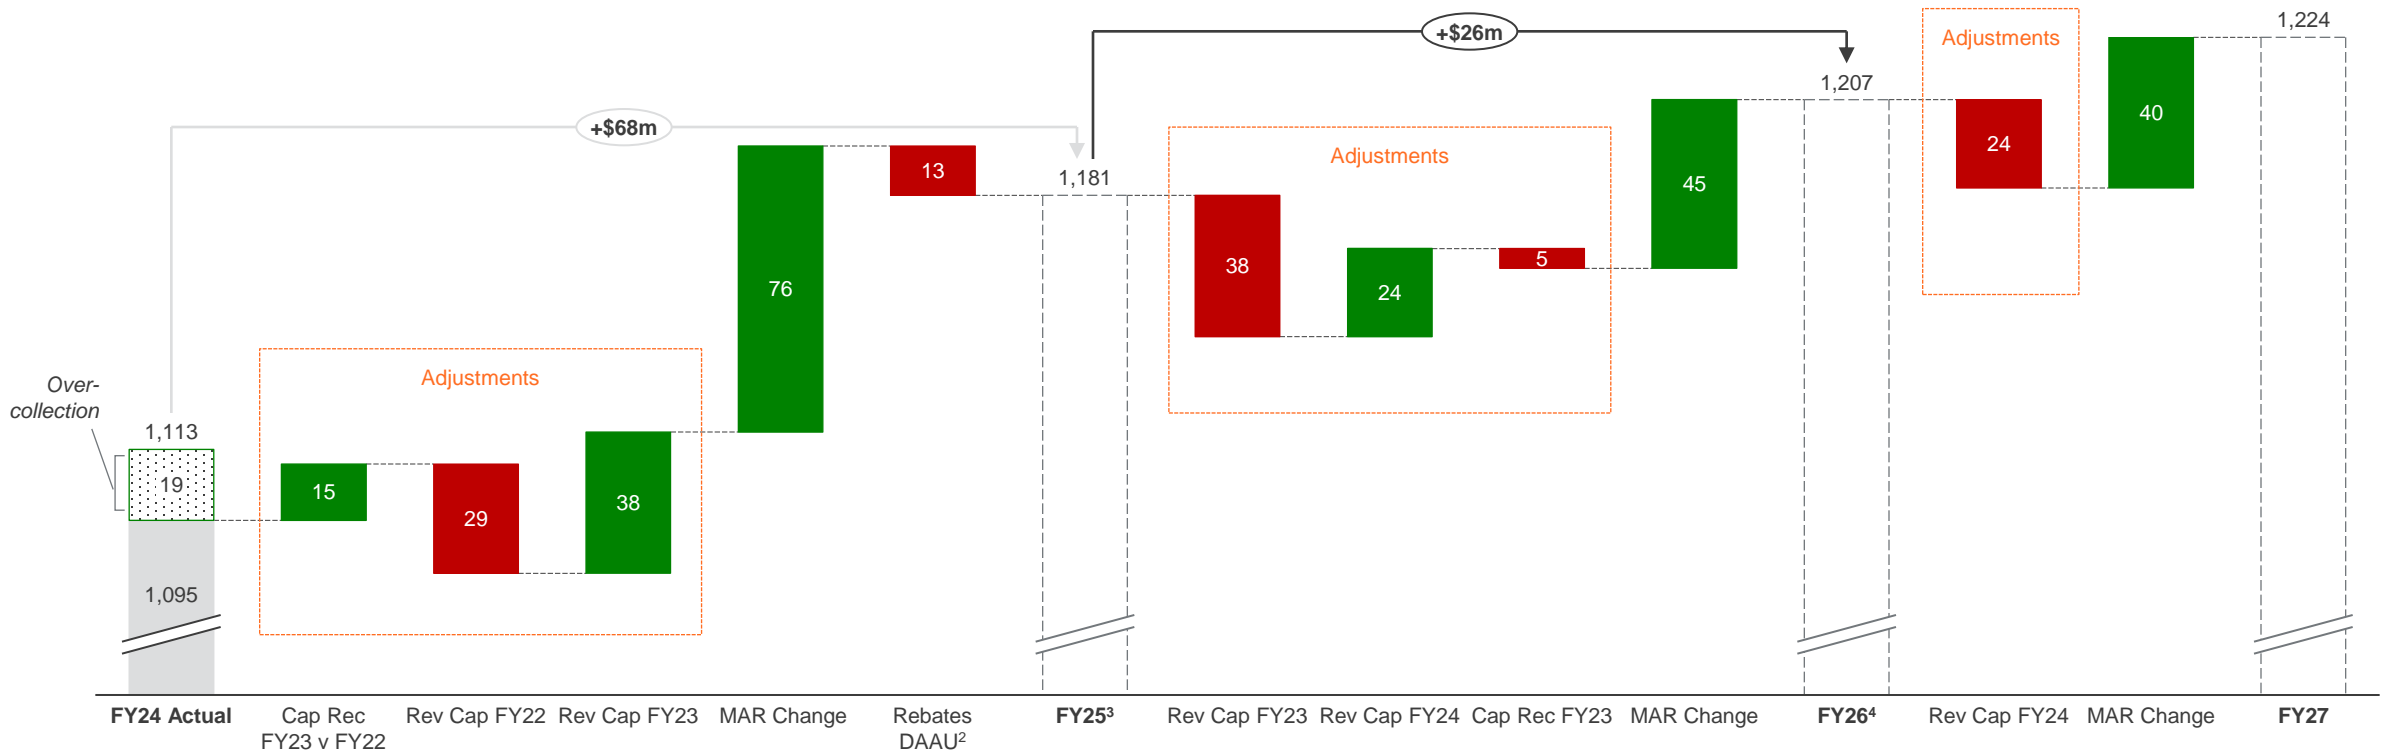 1,224
+$26m
Adjustments
1,207
40
24
+$68m
Adjustments
13
1,181
45
38
5
24
76
Adjustments
Over-
collection
1,113
19
15
29
38
1,095
FY24 Actual
Cap Rec
FY23 v FY22
Rev Cap FY22
Rev Cap FY23
MAR Change
Rebates
DAAU²
FY25³
Rev Cap FY23
Rev Cap FY24
Cap Rec FY23
MAR Change
FY26⁴
Rev Cap FY24
MAR Change
FY27